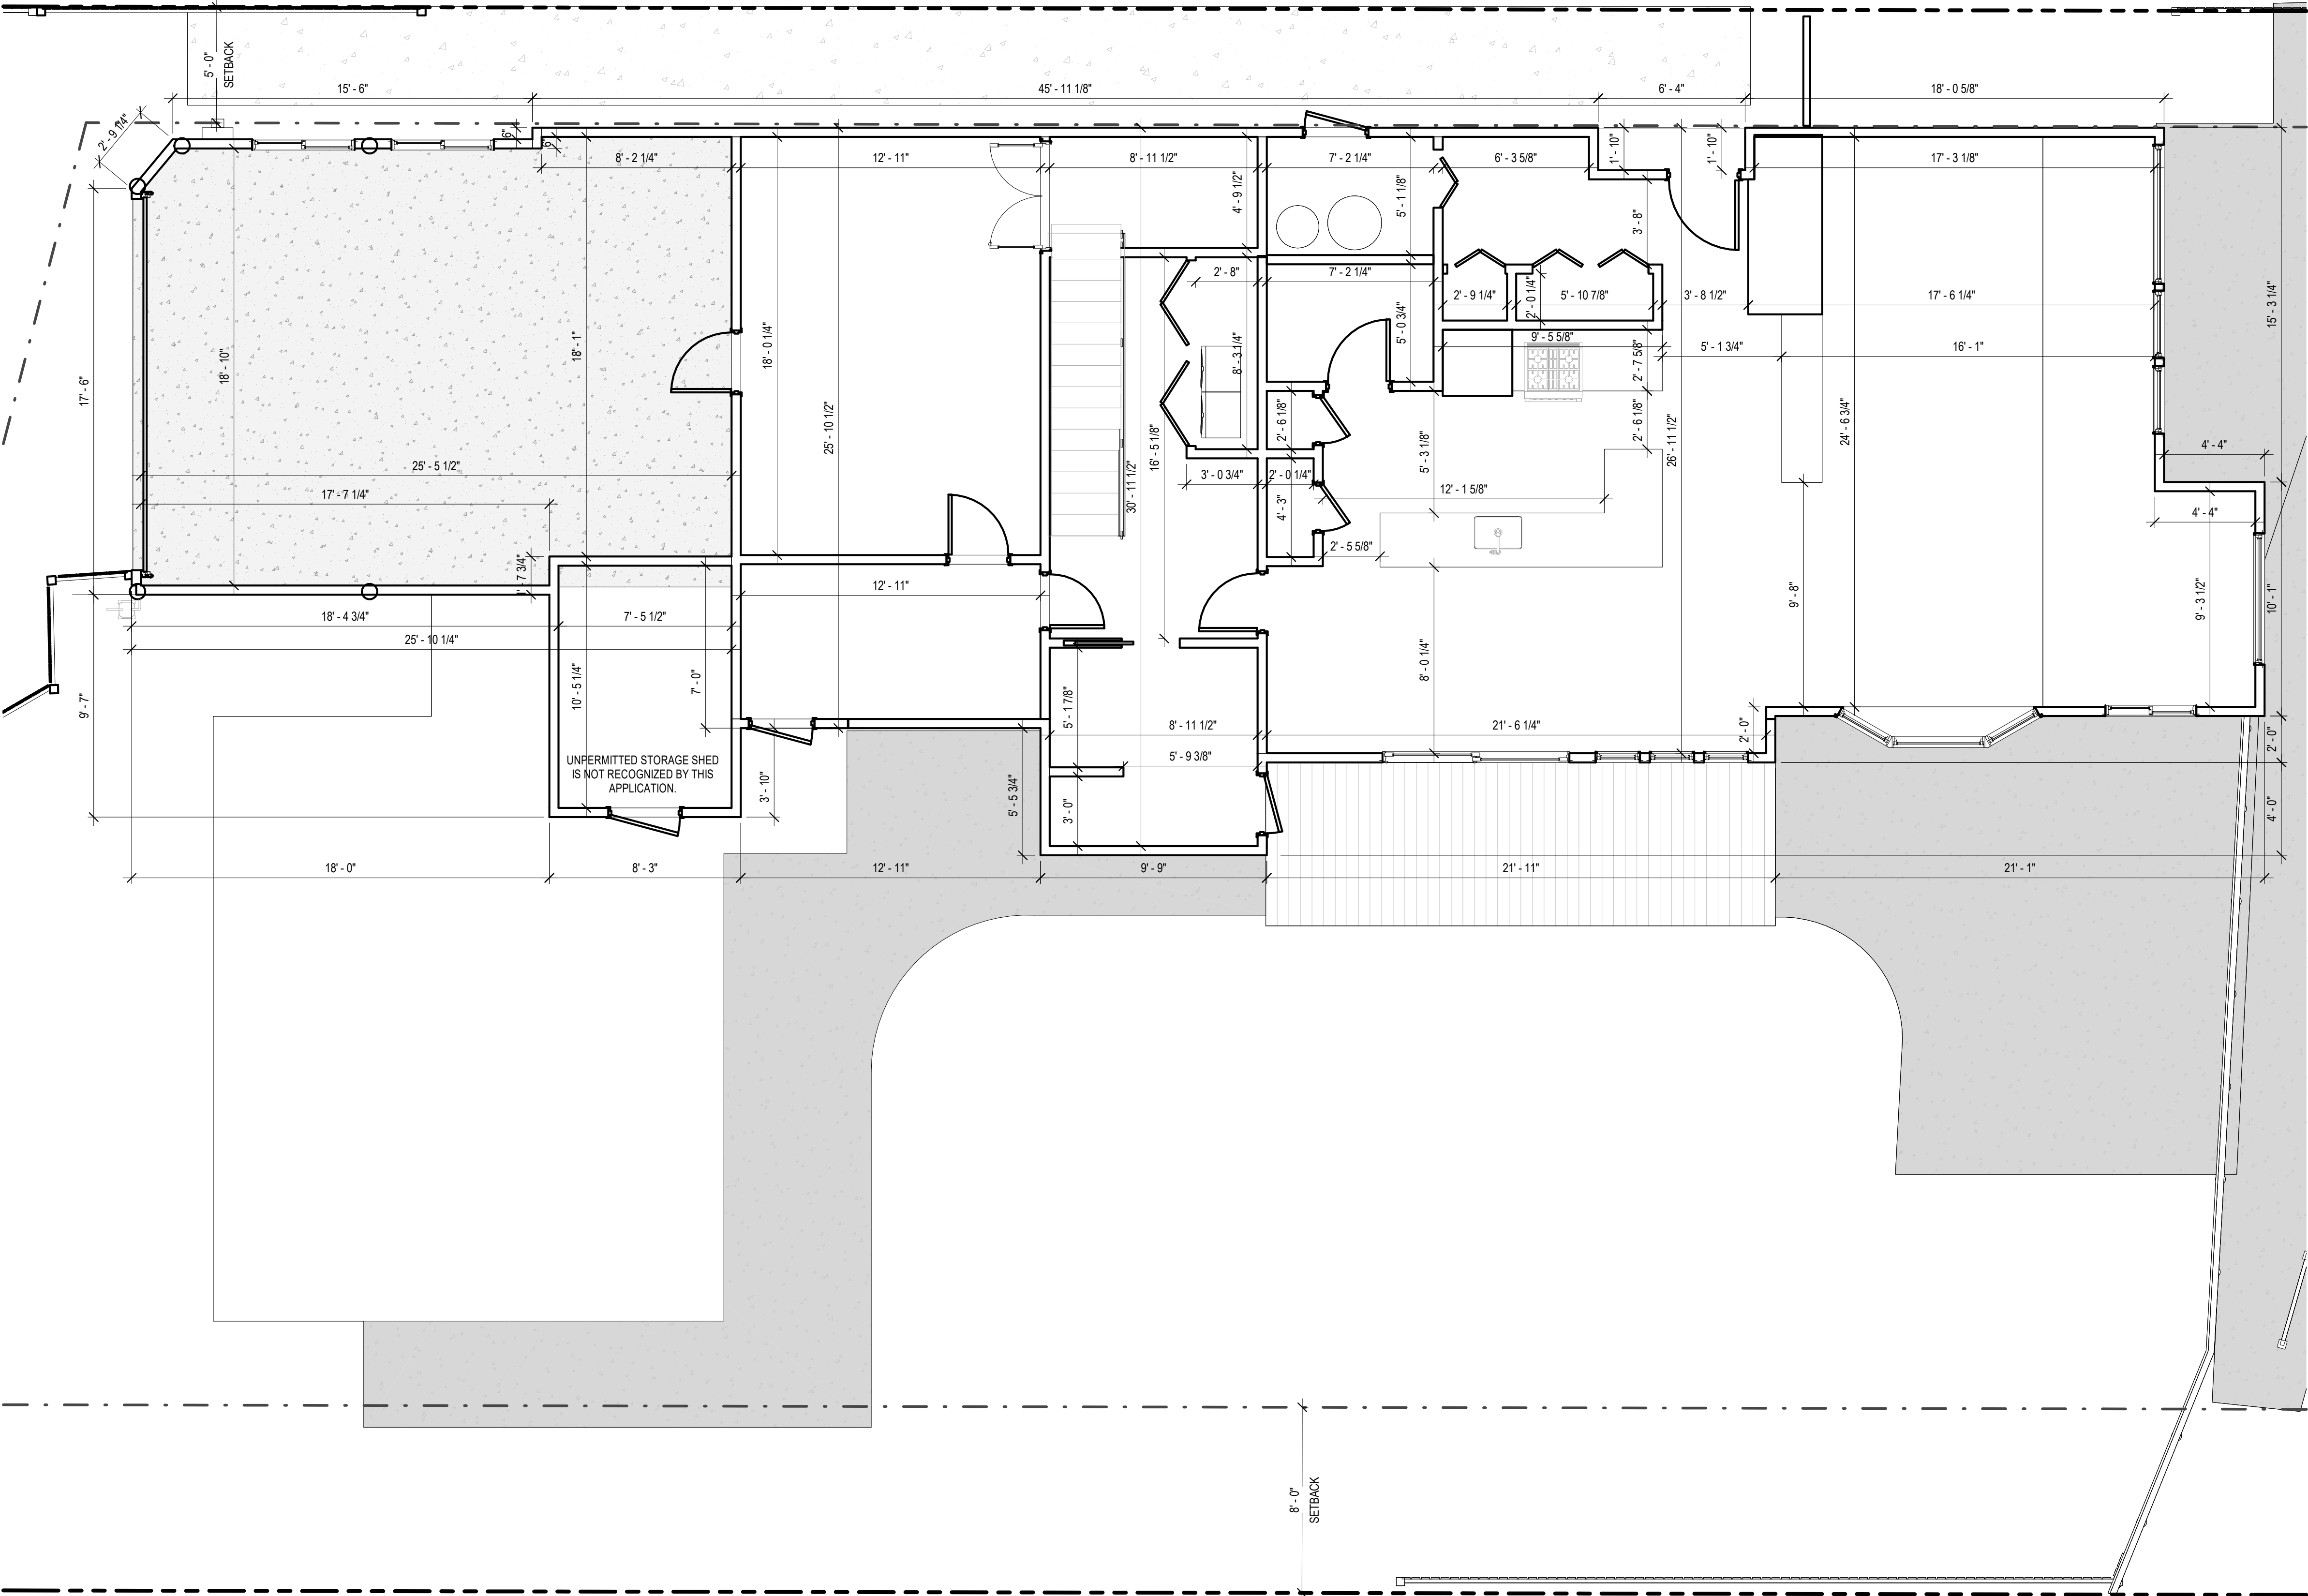 5' - 0"
SETBACK
15' - 6"
45' - 11 1/8"
6' - 4"
18' - 0 5/8"
2' - 9 1/4"
6"
6"
8' - 2 1/4"
12' - 11"
8' - 11 1/2"
7' - 2 1/4"
6' - 3 5/8"
1' - 10"
1' - 10"
17' - 3 1/8"
4' - 9 1/2"
5' - 1 1/8"
3' - 8"
2' - 8"
7' - 2 1/4"
2' - 9 1/4"
2' - 0 1/4"
5' - 10 7/8"
3' - 8 1/2"
17' - 6 1/4"
15' - 3 1/4"
17' - 6"
18' - 10"
18' - 1"
18' - 0 1/4"
8' - 3 1/4"
5' - 0 3/4"
9' - 5 5/8"
2' - 7 5/8"
5' - 1 3/4"
16' - 1"
25' - 10 1/2"
2' - 6 1/8"
5' - 3 1/8"
2' - 6 1/8"
26' - 11 1/2"
24' - 6 3/4"
4' - 4"
25' - 5 1/2"
17' - 7 1/4"
30' - 11 1/2"
16' - 5 1/8"
3' - 0 3/4"
2' - 0 1/4"
12' - 1 5/8"
4' - 3"
4' - 4"
2' - 5 5/8"
1' - 7 3/4"
12' - 11"
9' - 8"
9' - 3 1/2"
10' - 1"
18' - 4 3/4"
7' - 5 1/2"
25' - 10 1/4"
9' - 7"
10' - 5 1/4"
7' - 0"
5' - 1 7/8"
8' - 0 1/4"
8' - 11 1/2"
21' - 6 1/4"
2' - 0"
2' - 0"
5' - 9 3/8"
UNPERMITTED STORAGE SHED
IS NOT RECOGNIZED BY THIS
APPLICATION.
3' - 10"
5' - 5 3/4"
3' - 0"
4' - 0"
18' - 0"
8' - 3"
12' - 11"
9' - 9"
21' - 11"
21' - 1"
8' - 0"
SETBACK